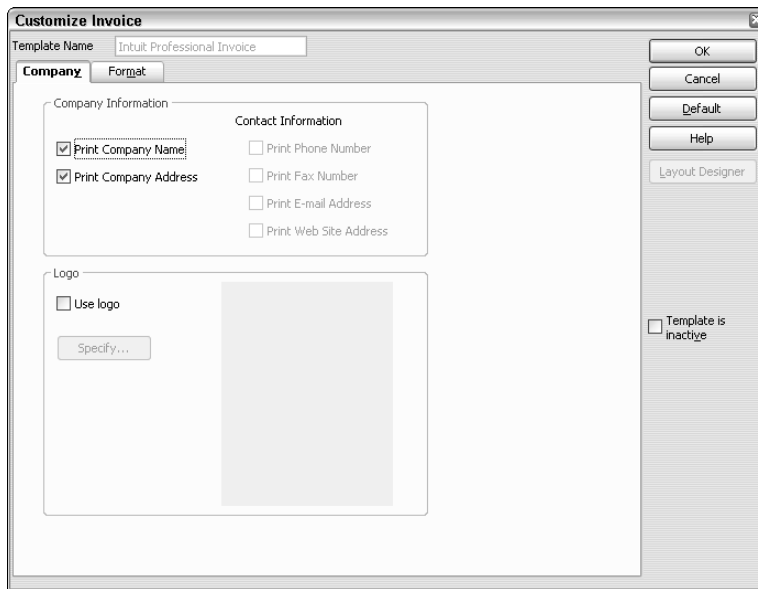 Customize Invoice
Template Name
Intuit Professional Invoice
Company
Format
Company Information
Contact Information
Print Company Name
Print Phone Number
Print Company Address
Print Fax Number
Print E-mail Address
Print Web Site Address
Logo
Use logo
Specify...
OK
Cancel
Default
Help
Layout Designer
Template is
inactive